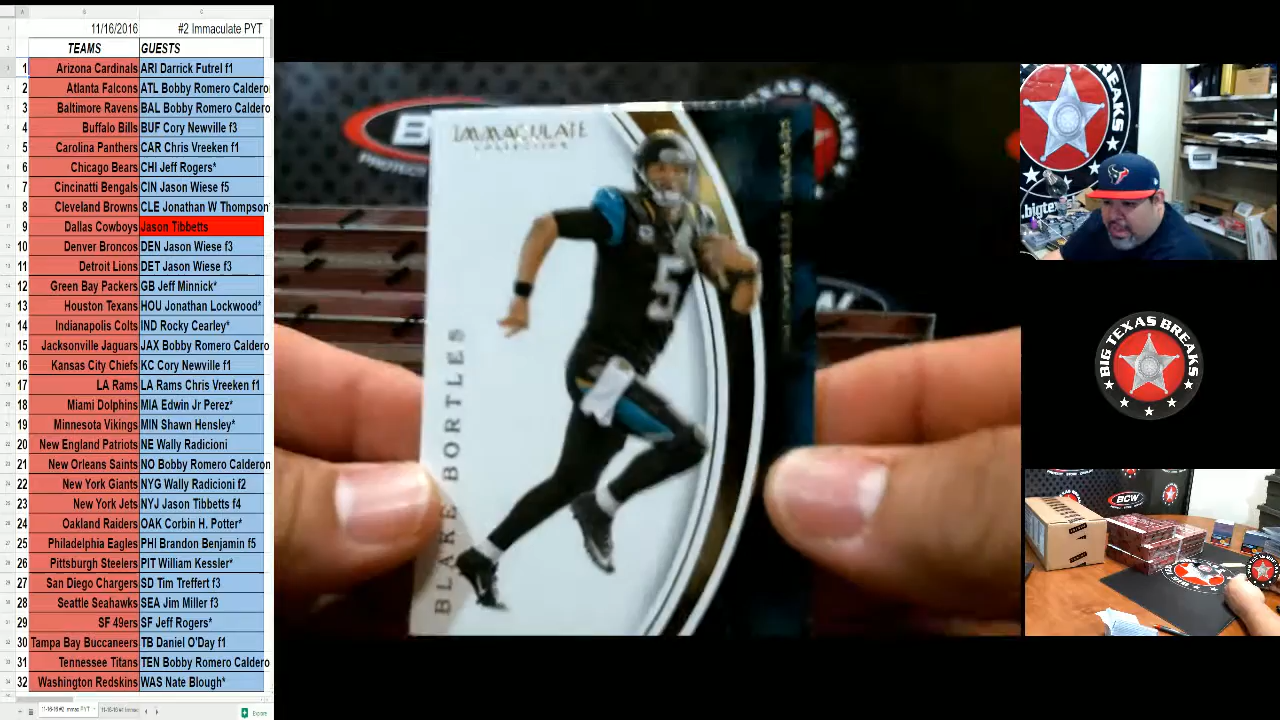 11/16/2016 #2 Immaculate PYT
TEAMS GUESTS
1 Arizona Cardinals ARI Darrick Futrel f1
2 Atlanta Falcons ATL Bobby Romero Caldero
3 Baltimore Ravens BAL Bobby Romero Caldero
4 Buffalo Bills BUF Cory Newville f3
5 Carolina Panthers CAR Chris Vreeken f1
6 Chicago Bears CHI Jeff Rogers*
7 Cincinatti Bengals CIN Jason Wiese f5
8 Cleveland Browns CLE Jonathan W Thompson
9 Dallas Cowboys Jason Tibbetts
10 Denver Broncos DEN Jason Wiese f3
11 Detroit Lions DET Jason Wiese f3
12 Green Bay Packers GB Jeff Minnick*
13 Houston Texans HOU Jonathan Lockwood*
14 Indianapolis Colts IND Rocky Cearley*
15 Jacksonville Jaguars JAX Bobby Romero Caldero
16 Kansas City Chiefs KC Cory Newville f1
17 LA Rams LA Rams Chris Vreeken f1
18 Miami Dolphins MIA Edwin Jr Perez*
19 Minnesota Vikings MIN Shawn Hensley*
20 New England Patriots NE Wally Radicioni
21 New Orleans Saints NO Bobby Romero Calderon
22 New York Giants NYG Wally Radicioni f2
23 New York Jets NYJ Jason Tibbetts f4
24 Oakland Raiders OAK Corbin H. Potter*
25 Philadelphia Eagles PHI Brandon Benjamin f5
26 Pittsburgh Steelers PIT William Kessler*
27 San Diego Chargers SD Tim Treffert f3
28 Seattle Seahawks SEA Jim Miller f3
29 SF 49ers SF Jeff Rogers*
30 Tampa Bay Buccaneers TB Daniel O'Day f1
31 Tennessee Titans TEN Bobby Romero Caldero
32 Washington Redskins WAS Nate Blough*
IMMACULATE
COLLECTION
BLAKE BORTLES
5
TEXAS BRE
.bigtex
BIG TEXAS BREAKS
BCW